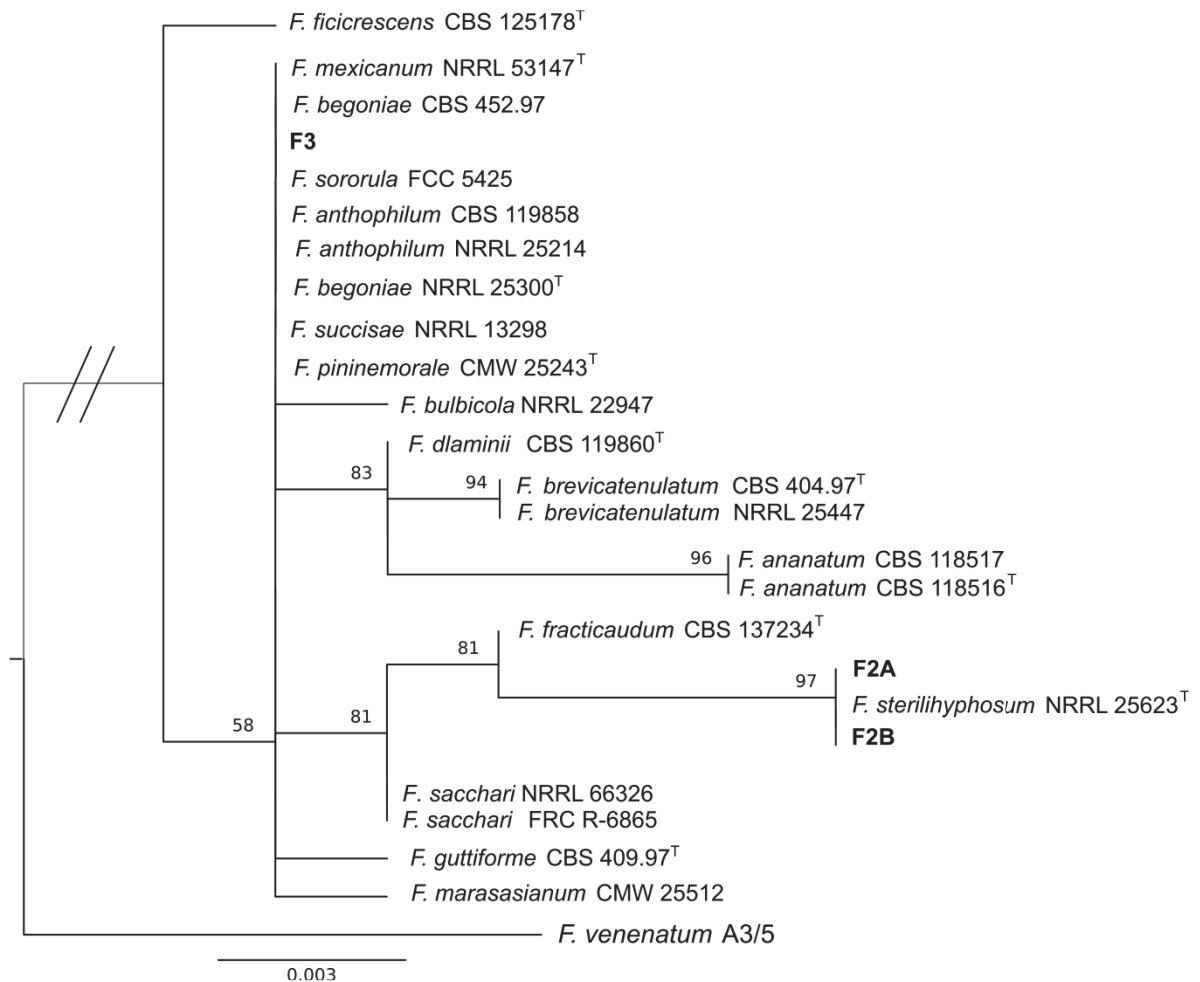 F. ficicrescens CBS 125178T
F. mexicanum NRRL 53147T
F. begoniae CBS 452.97
F3
F. sororula FCC 5425
F. anthophilum CBS 119858
F. anthophilum NRRL 25214
F. begoniae NRRL 25300T
F. succisae NRRL 13298
F. pininemorale CMW 25243T
F. bulbicola NRRL 22947
F. dlaminii CBS 119860T
83
94
F. brevicatenulatum CBS 404.97T
F. brevicatenulatum NRRL 25447
96
F. ananatum CBS 118517
F. ananatum CBS 118516T
F. fracticaudum CBS 137234T
81
F2A
97
F. sterilihyphosum NRRL 25623T
81
F2B
58
F. sacchari NRRL 66326
F. sacchari FRC R-6865
F. guttiforme CBS 409.97T
F. marasasianum CMW 25512
F. venenatum A3/5
0.003